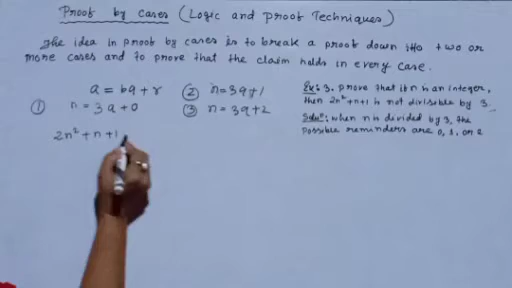 Proof by Cases (Logic and Proof Techniques)
The idea in proof by cases is to break a proof down into two or
more cases and to prove that the claim holds in every case.
a = bq + r
① n = 3q + 0
② n = 3q + 1
③ n = 3q + 2
2n² + n + 1
Ex: 3. prove that if n is an integer,
then 2n² + n + 1 is not divisible by 3.
Soluⁿ: when n is divided by 3, the
possible reminders are 0, 1, or 2